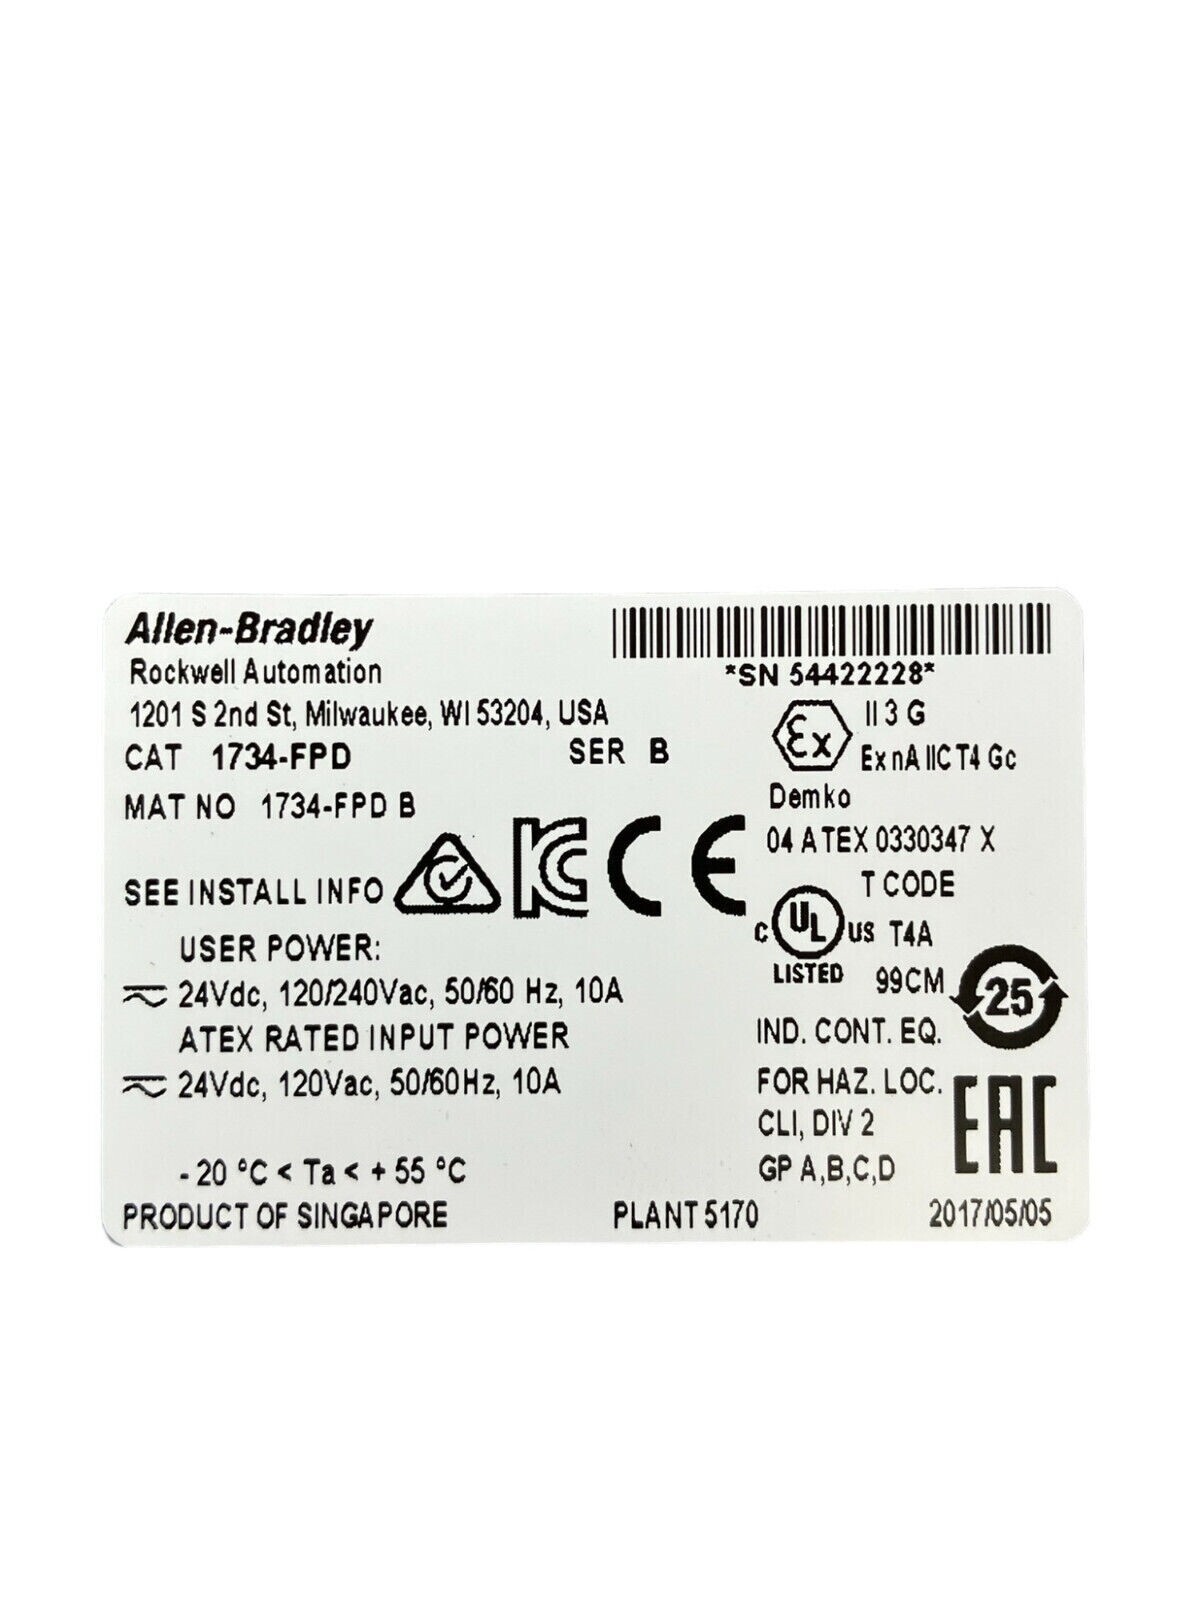 Allen-Bradley
Rockwell Automation
1201 S 2nd St, Milwaukee, WI 53204, USA
CAT 1734-FPD SER B
MAT NO 1734-FPD B
SEE INSTALL INFO
KC CE
USER POWER:
24Vdc, 120/240Vac, 50/60 Hz, 10A
ATEX RATED INPUT POWER
24Vdc, 120Vac, 50/60Hz, 10A
- 20 °C < Ta < + 55 °C
PRODUCT OF SINGAPORE
*SN 54422228*
Ex II 3 G
Ex nA IIC T4 Gc
Demko
04 ATEX 0330347 X
T CODE
C UL US T4A
LISTED 99CM
25
IND. CONT. EQ.
FOR HAZ. LOC.
CLI, DIV 2
GP A,B,C,D
EAC
PLANT 5170 2017/05/05